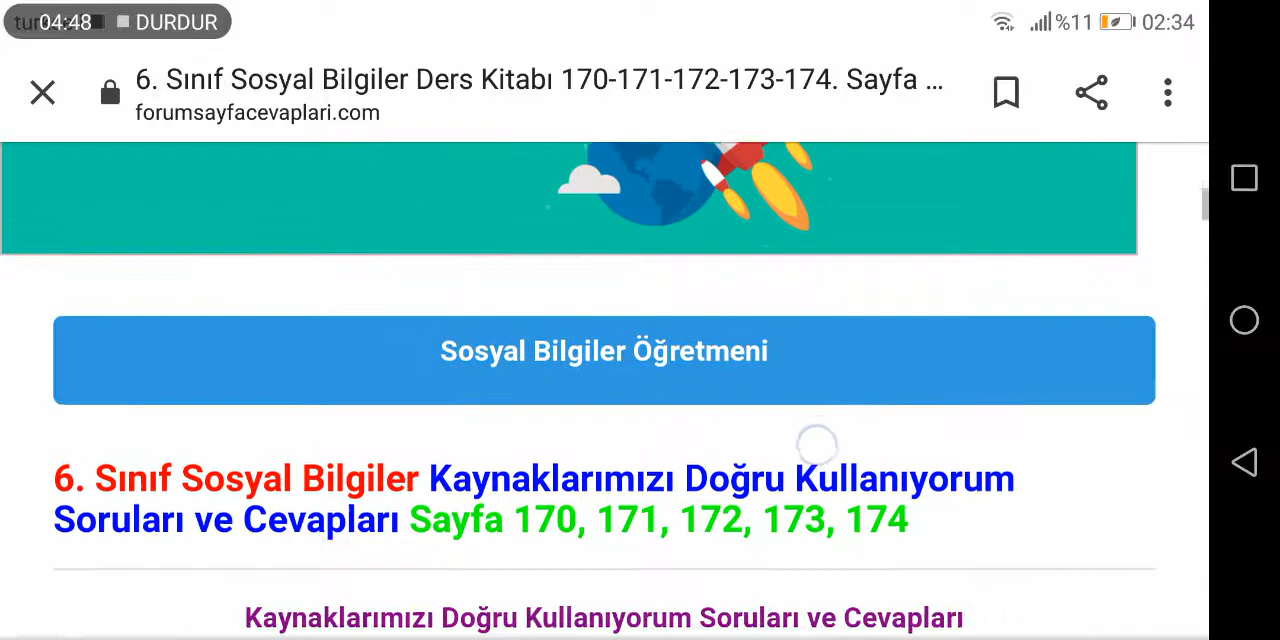 04:48 DURDUR %11 02:34
6. Sınıf Sosyal Bilgiler Ders Kitabı 170-171-172-173-174. Sayfa ...
forumsayfacevaplari.com
Sosyal Bilgiler Öğretmeni
6. Sınıf Sosyal Bilgiler Kaynaklarımızı Doğru Kullanıyorum
Soruları ve Cevapları Sayfa 170, 171, 172, 173, 174
Kaynaklarımızı Doğru Kullanıyorum Soruları ve Cevapları